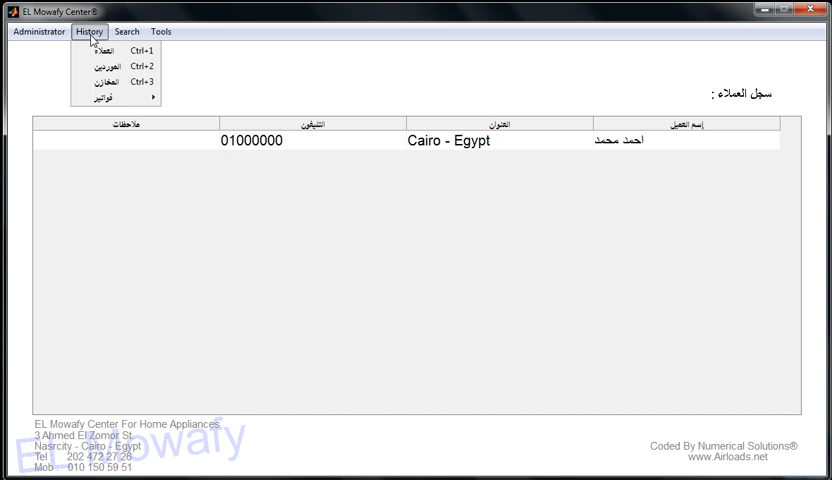 EL Mowafy Center®
Administrator History Search Tools
العملاء Ctrl+1
الموردين Ctrl+2
المخازن Ctrl+3
فواتير
سجل العملاء :
إسم العميل العنوان التليفون ملاحظات
احمد محمد Cairo - Egypt 01000000
EL Mowafy Center For Home Appliances,
3 Ahmed El Zomor St.
Nasrcity - Cairo - Egypt
Tel : 202 472 27 26
Mob : 010 150 59 51
EL Mowafy
Coded By Numerical Solutions®
www.Airloads.net